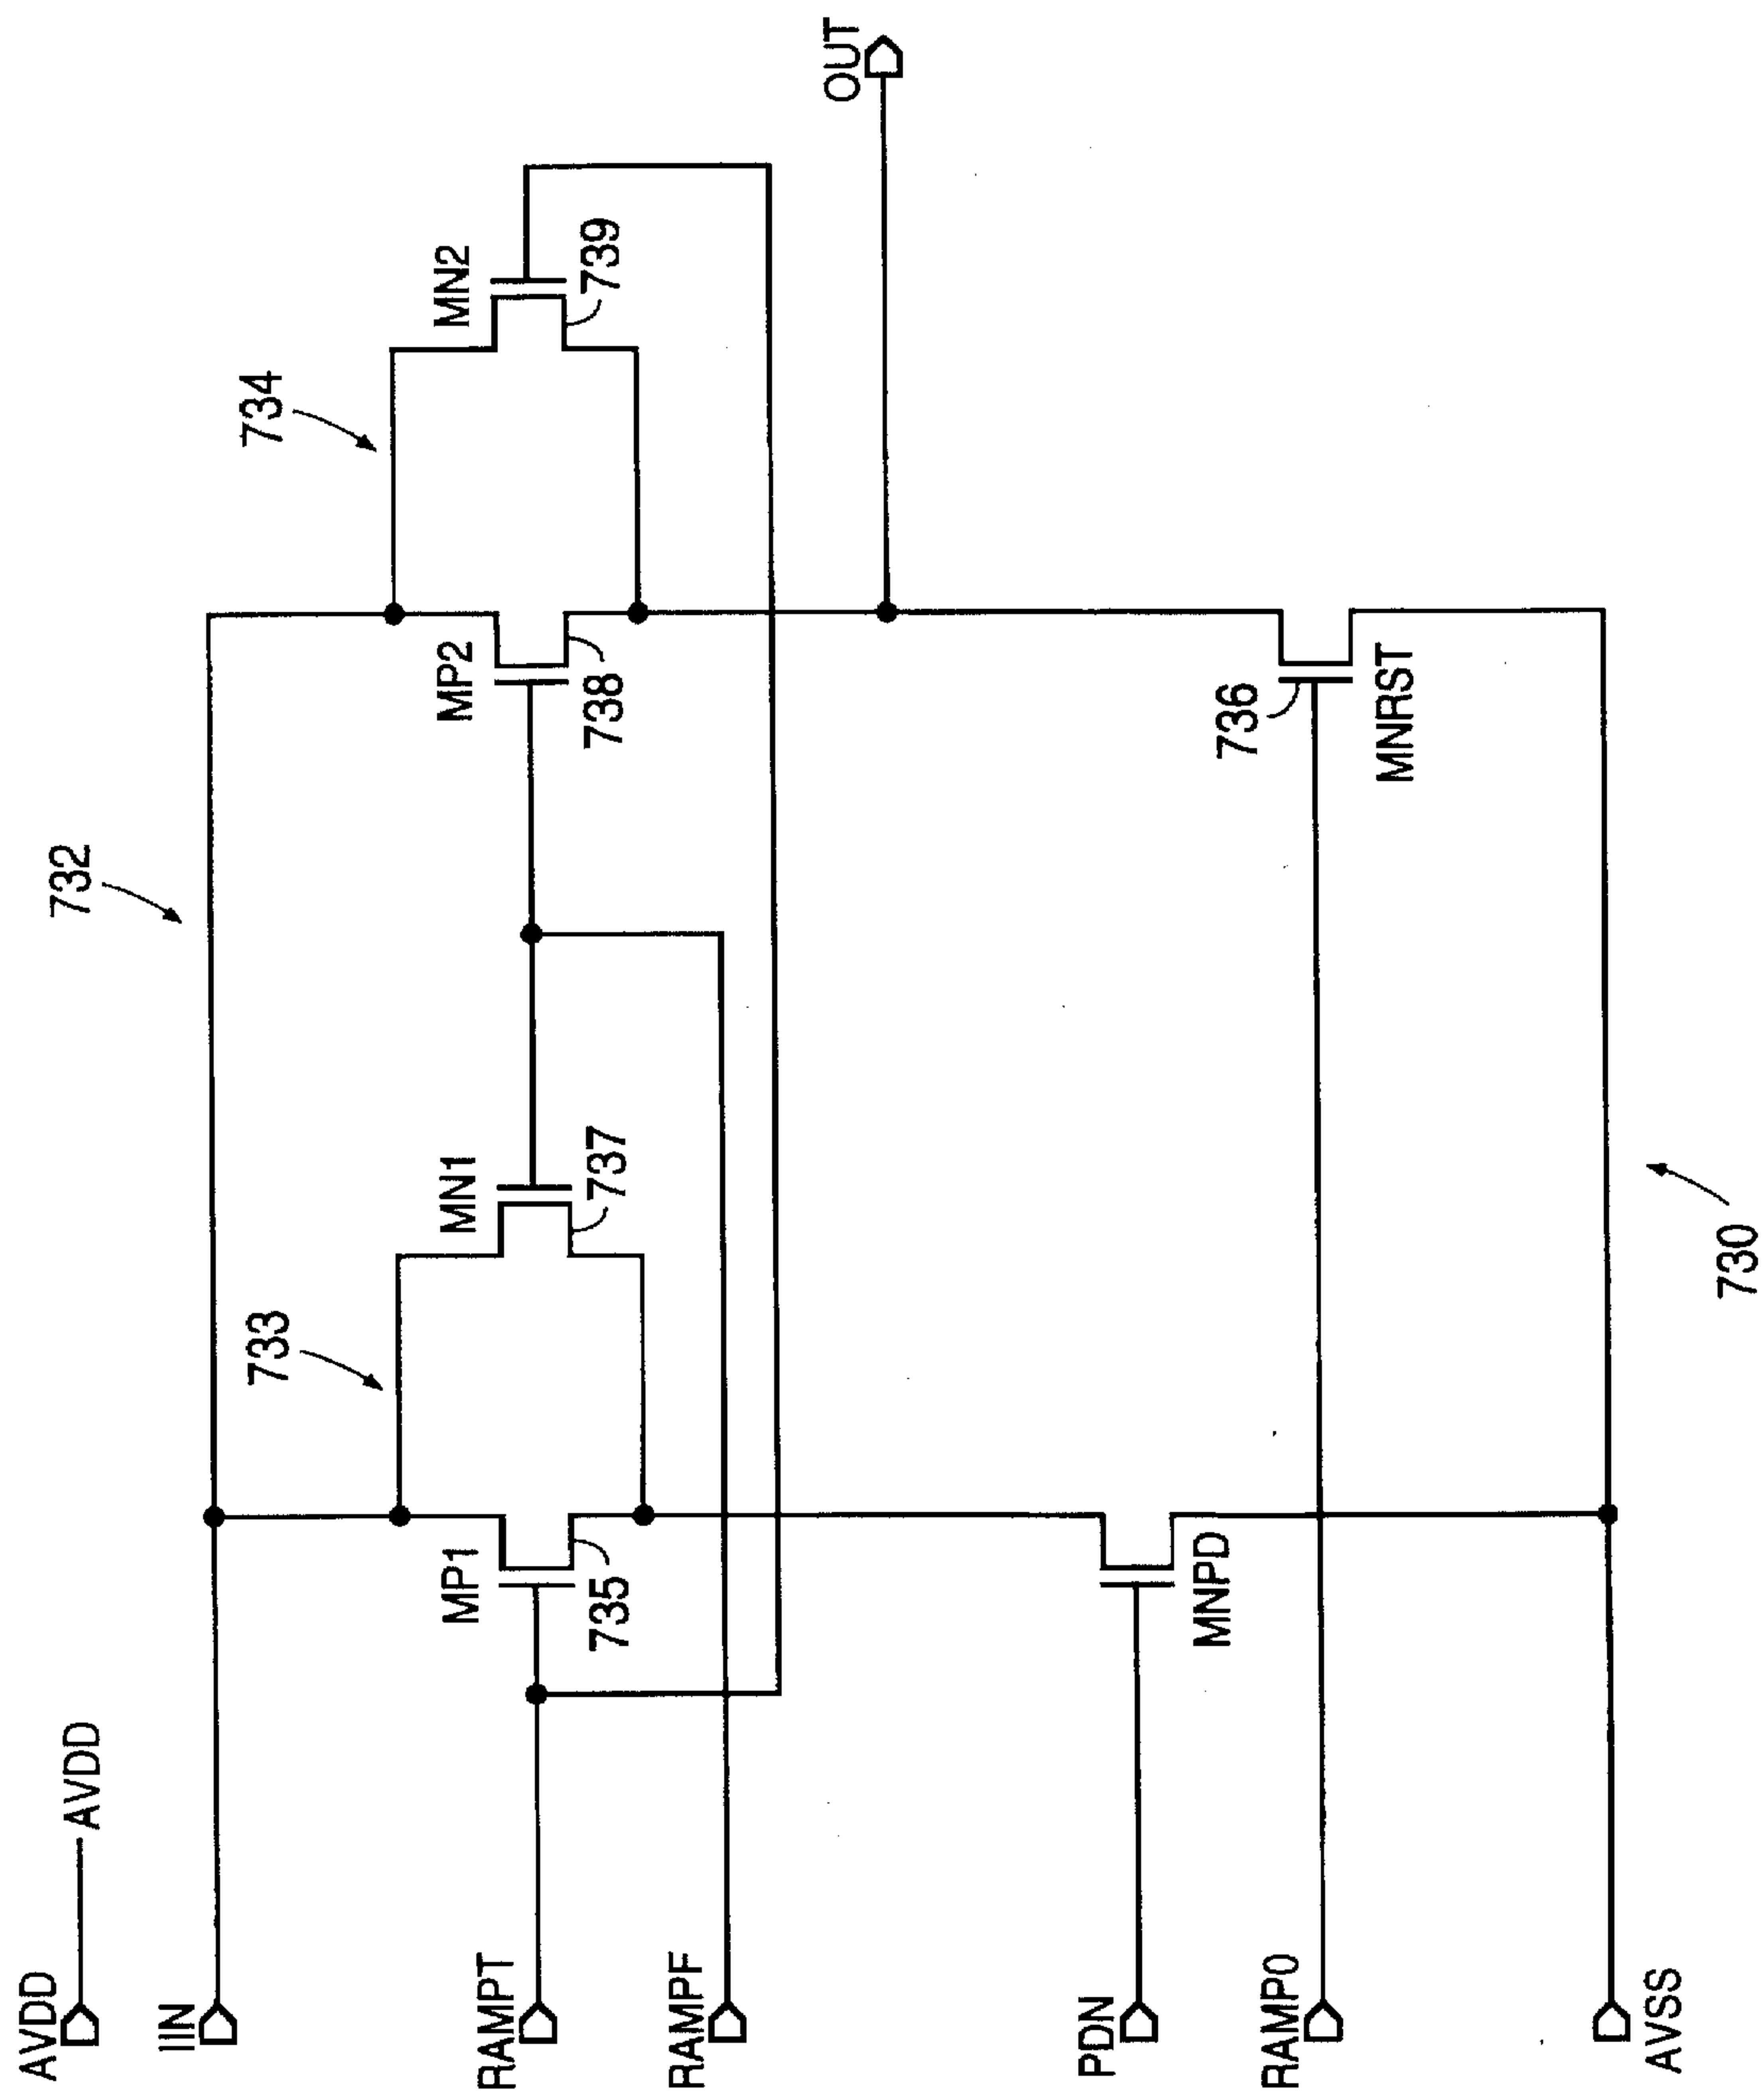 AVDD
AVDD
IIN
RAMPT
RAMPF
PDN
RAMP0
AVSS
732
733
734
MP1
735
MN1
737
MP2
738
MN2
739
OUT
MNPD
736
MNRST
730